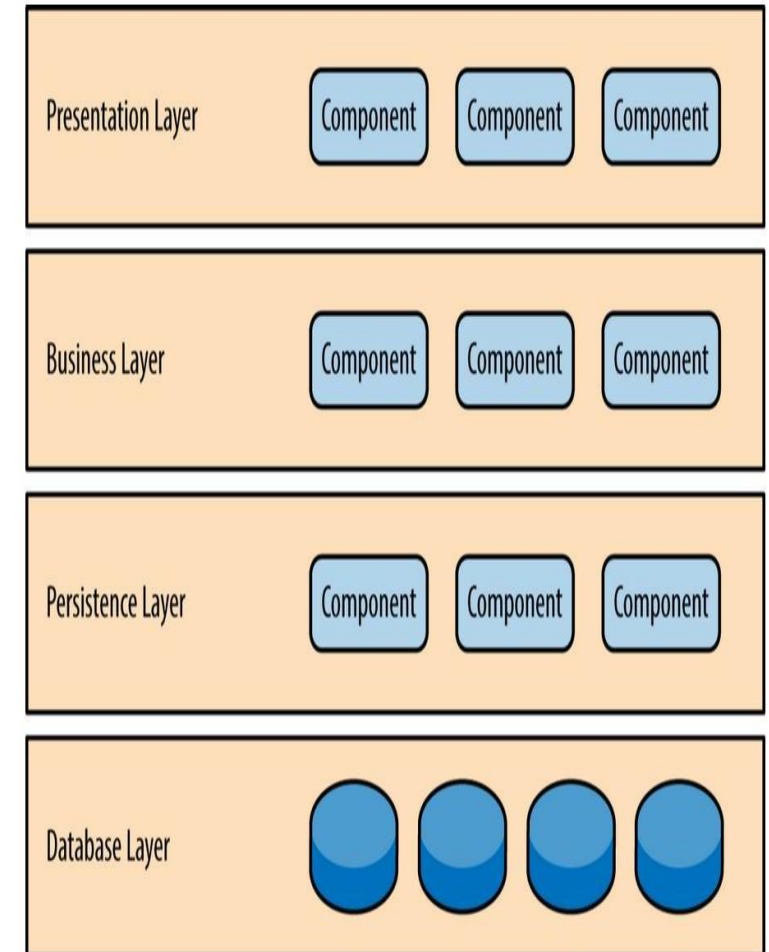 Presentation Layer Component Component Component
Business Layer Component Component Component
Persistence Layer Component Component Component
Database Layer